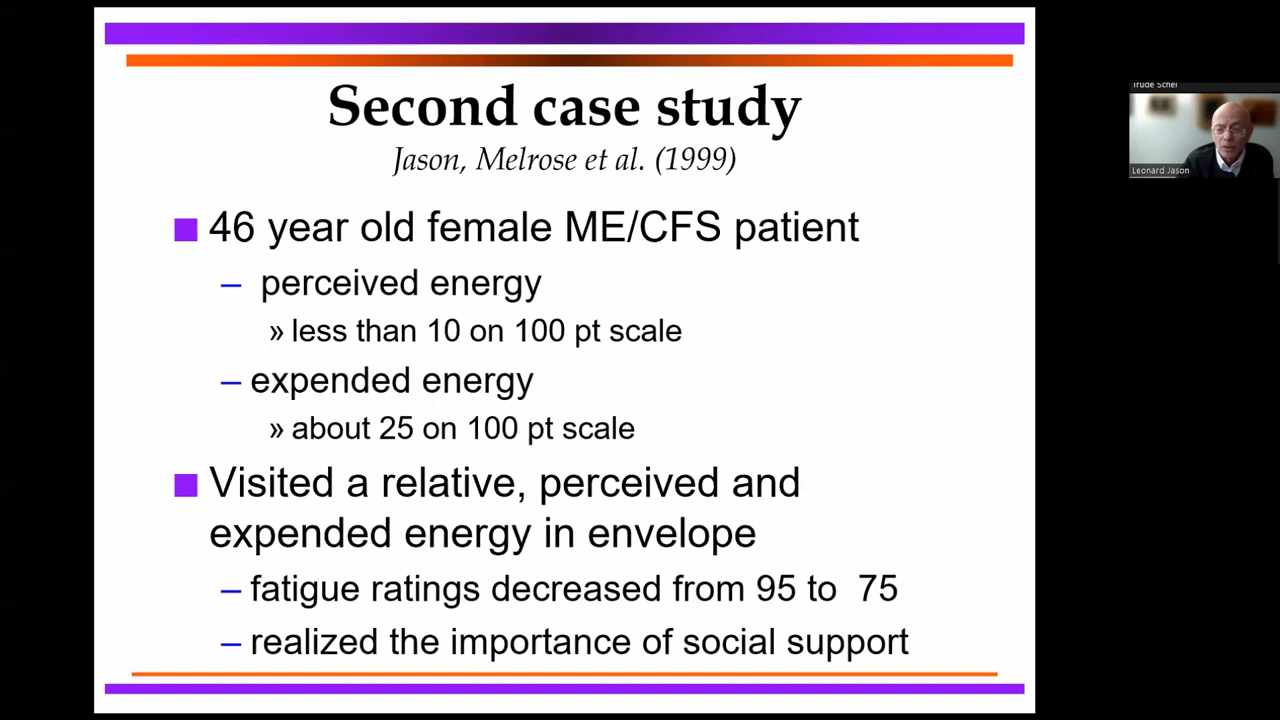 Second case study
Jason, Melrose et al. (1999)
46 year old female ME/CFS patient
– perceived energy
» less than 10 on 100 pt scale
– expended energy
» about 25 on 100 pt scale
Visited a relative, perceived and
expended energy in envelope
– fatigue ratings decreased from 95 to 75
– realized the importance of social support
Trude Schei
Leonard Jason